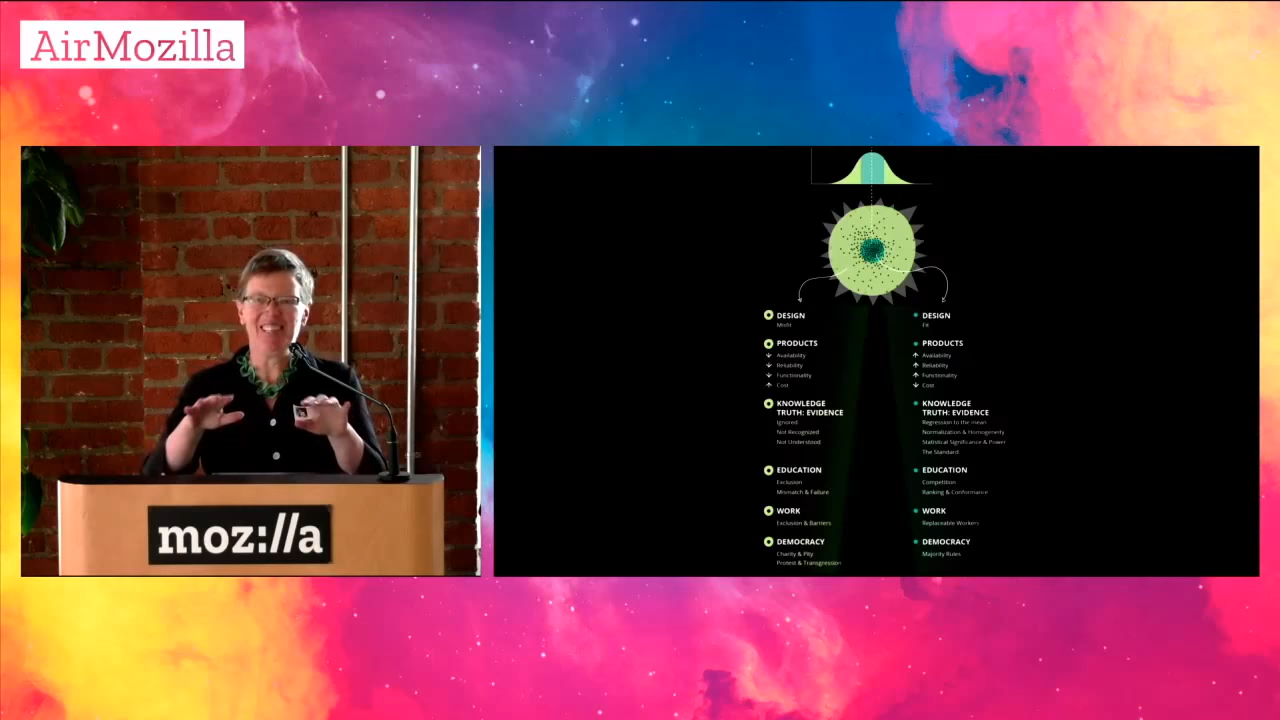 AirMozilla
moz://a
DESIGN
Misfit
PRODUCTS
Availability
Reliability
Functionality
Cost
KNOWLEDGE
TRUTH: EVIDENCE
Ignored
Not Recognized
Not Understood
EDUCATION
Exclusion
Mismatch & Failure
WORK
Exclusion & Barriers
DEMOCRACY
Charity & Pity
Protest & Transgression
DESIGN
Fit
PRODUCTS
Availability
Reliability
Functionality
Cost
KNOWLEDGE
TRUTH: EVIDENCE
Regression to the mean
Normalization & Homogeneity
Statistical Significance & Power
The Standard
EDUCATION
Competition
Ranking & Conformance
WORK
Replaceable Workers
DEMOCRACY
Majority Rules